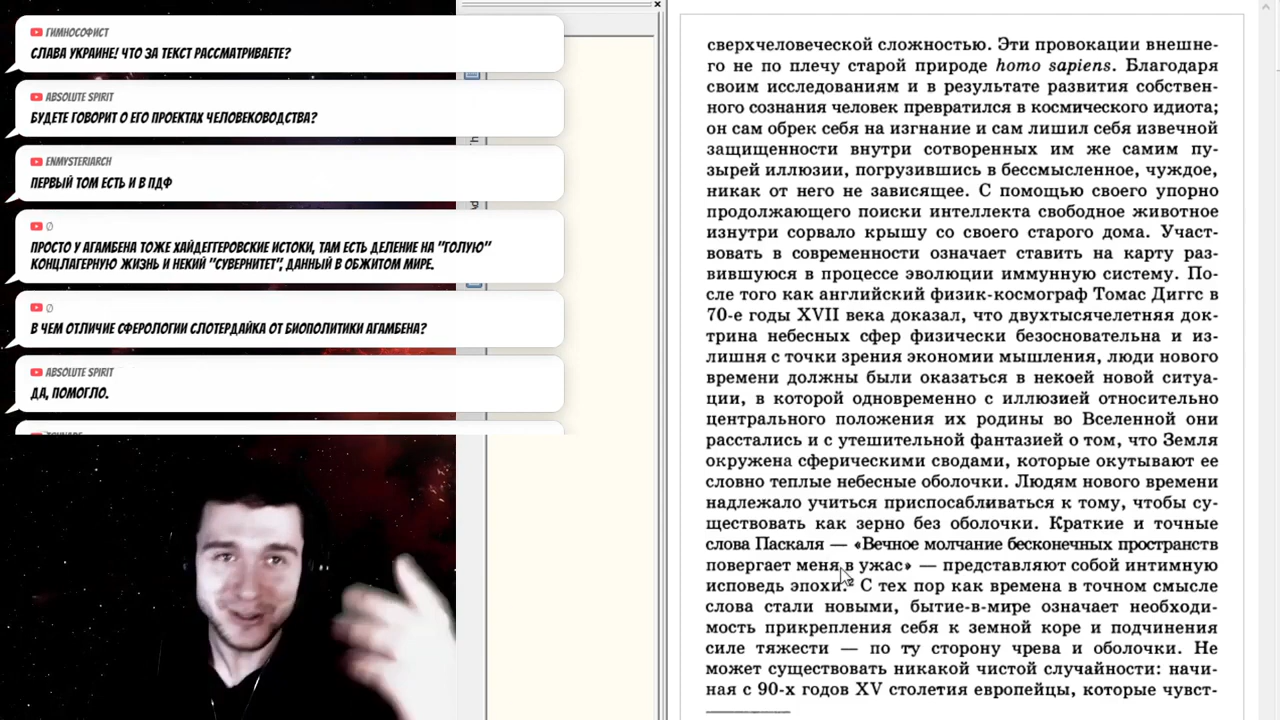 ГИМНОСОФИСТ
СЛАВА УКРАИНЕ! ЧТО ЗА ТЕКСТ РАССМАТРИВАЕТЕ?
ABSOLUTE SPIRIT
БУДЕТЕ ГОВОРИТ О ЕГО ПРОЕКТАХ ЧЕЛОВЕКОВОДСТВА?
ENMYSTERIARCH
ПЕРВЫЙ ТОМ ЕСТЬ И В ПДФ
Ø
ПРОСТО У АГАМБЕНА ТОЖЕ ХАЙДЕГГЕРОВСКИЕ ИСТОКИ, ТАМ ЕСТЬ ДЕЛЕНИЕ НА "ГОЛУЮ"
КОНЦЛАГЕРНУЮ ЖИЗНЬ И НЕКИЙ "СУВЕРНИТЕТ", ДАННЫЙ В ОБЖИТОМ МИРЕ.
Ø
В ЧЕМ ОТЛИЧИЕ СФЕРОЛОГИИ СЛОТЕРДАЙКА ОТ БИОПОЛИТИКИ АГАМБЕНА?
ABSOLUTE SPIRIT
ДА, ПОМОГЛО.
сверхчеловеческой сложностью. Эти провокации внешне-
го не по плечу старой природе homo sapiens. Благодаря
своим исследованиям и в результате развития собствен-
ного сознания человек превратился в космического идиота;
он сам обрек себя на изгнание и сам лишил себя извечной
защищенности внутри сотворенных им же самим пу-
зырей иллюзии, погрузившись в бессмысленное, чуждое,
никак от него не зависящее. С помощью своего упорно
продолжающего поиски интеллекта свободное животное
изнутри сорвало крышу со своего старого дома. Участ-
вовать в современности означает ставить на карту раз-
вившуюся в процессе эволюции иммунную систему. По-
сле того как английский физик-космограф Томас Диггс в
70-е годы XVII века доказал, что двухтысячелетняя док-
трина небесных сфер физически безосновательна и из-
лишня с точки зрения экономии мышления, люди нового
времени должны были оказаться в некоей новой ситуа-
ции, в которой одновременно с иллюзией относительно
центрального положения их родины во Вселенной они
расстались и с утешительной фантазией о том, что Земля
окружена сферическими сводами, которые окутывают ее
словно теплые небесные оболочки. Людям нового времени
надлежало учиться приспосабливаться к тому, чтобы су-
ществовать как зерно без оболочки. Краткие и точные
слова Паскаля — «Вечное молчание бесконечных пространств
повергает меня в ужас» — представляют собой интимную
исповедь эпохи.² С тех пор как времена в точном смысле
слова стали новыми, бытие-в-мире означает необходи-
мость прикрепления себя к земной коре и подчинения
силе тяжести — по ту сторону чрева и оболочки. Не
может существовать никакой чистой случайности: начи-
ная с 90-х годов XV столетия европейцы, которые чувст-